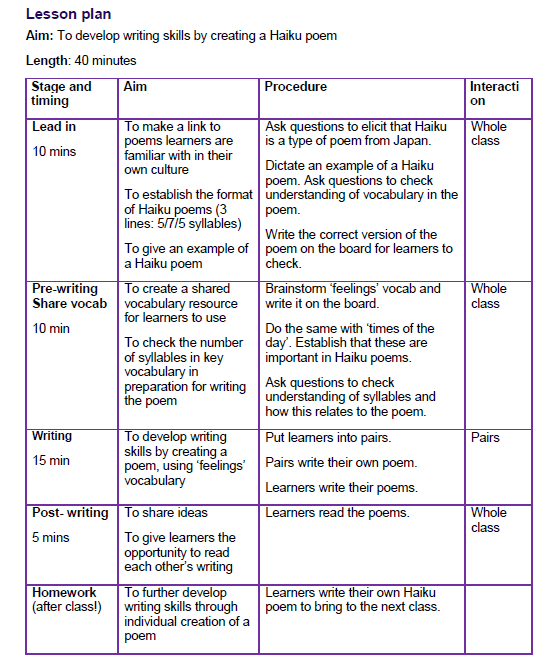 Lesson plan
Aim: To develop writing skills by creating a Haiku poem
Length: 40 minutes
Stage and
timing
Aim
Procedure
Interacti
on
Lead in
10 mins
To make a link to
poems learners are
familiar with in their
own culture
To establish the format
of Haiku poems (3
lines: 5/7/5 syllables)
To give an example of
a Haiku poem
Ask questions to elicit that Haiku
is a type of poem from Japan.
Dictate an example of a Haiku
poem. Ask questions to check
understanding of vocabulary in the
poem.
Write the correct version of the
poem on the board for learners to
check.
Whole
class
Pre-writing
Share vocab
10 min
To create a shared
vocabulary resource
for learners to use
To check the number
of syllables in key
vocabulary in
preparation for writing
the poem
Brainstorm ‘feelings’ vocab and
write it on the board.
Do the same with ‘times of the
day’. Establish that these are
important in Haiku poems.
Ask questions to check
understanding of syllables and
how this relates to the poem.
Whole
class
Writing
15 min
To develop writing
skills by creating a
poem, using ‘feelings’
vocabulary
Put learners into pairs.
Pairs write their own poem.
Learners write their poems.
Pairs
Post- writing
5 mins
To share ideas
To give learners the
opportunity to read
each other’s writing
Learners read the poems.
Whole
class
Homework
(after class!)
To further develop
writing skills through
individual creation of a
poem
Learners write their own Haiku
poem to bring to the next class.